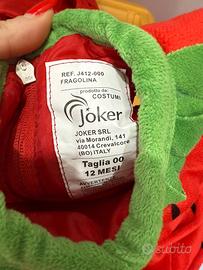 REF. J412-000
FRAGOLINA
prodotto da:
COSTUMI
Joker
JOKER SRL
via Morandi, 141
40014 Crevalcore
(BO) ITALY
Taglia 00
12 MESI
AVVERTENZE
subito